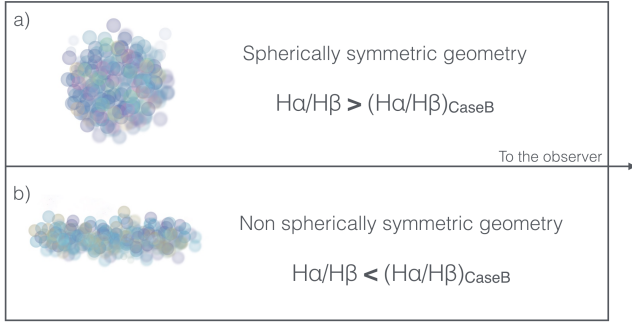 a)
Spherically symmetric geometry
Hα/Hβ > (Hα/Hβ)CaseB
To the observer
b)
Non spherically symmetric geometry
Hα/Hβ < (Hα/Hβ)CaseB